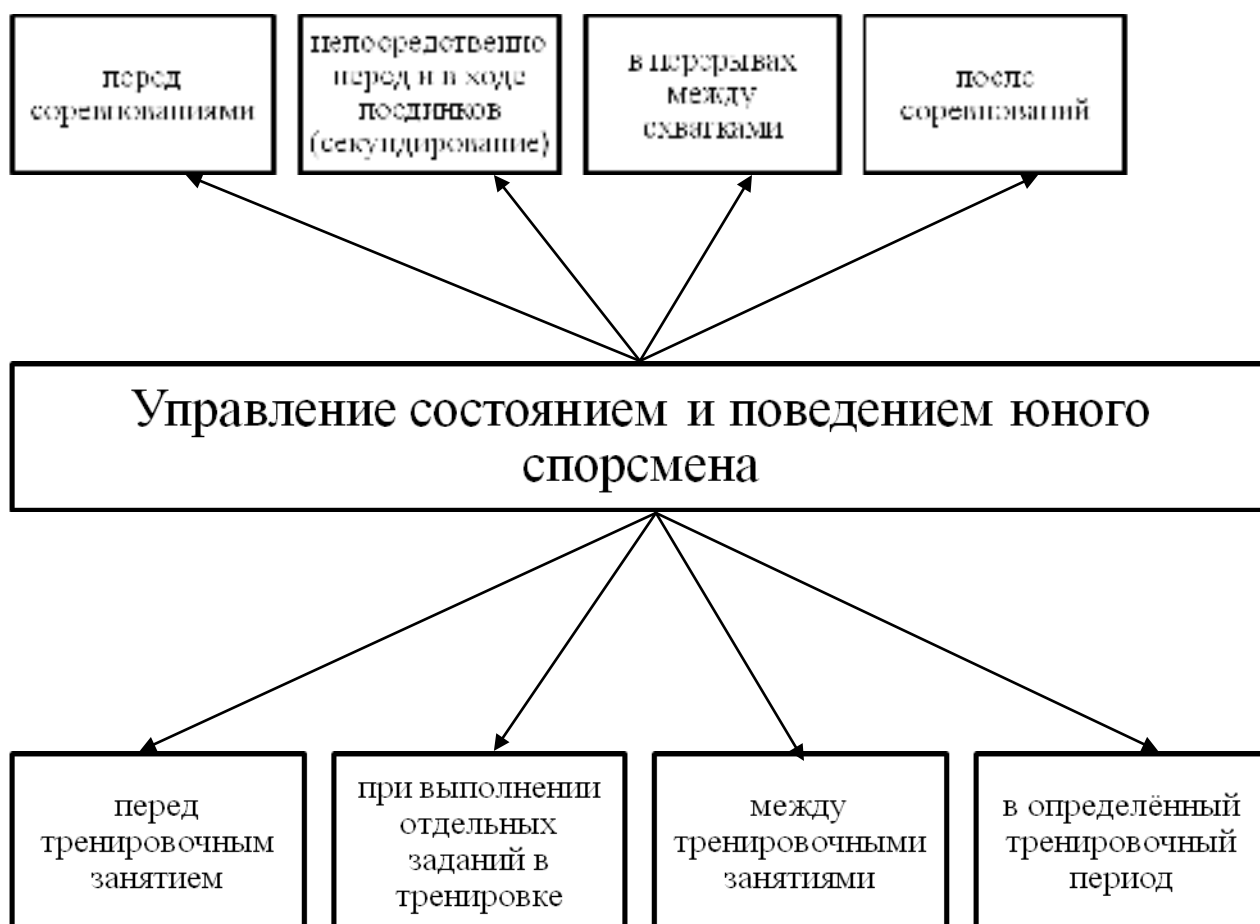 перед
соревнованиями
непосредственно
перед и в ходе
поединков
(секундирование)
в перерывах
между
схватками
после
соревнований
Управление состоянием и поведением юного
спорсмена
перед
тренировочным
занятием
при выполнении
отдельных
заданий в
тренировке
между
тренировочными
занятиями
в определённый
тренировочный
период